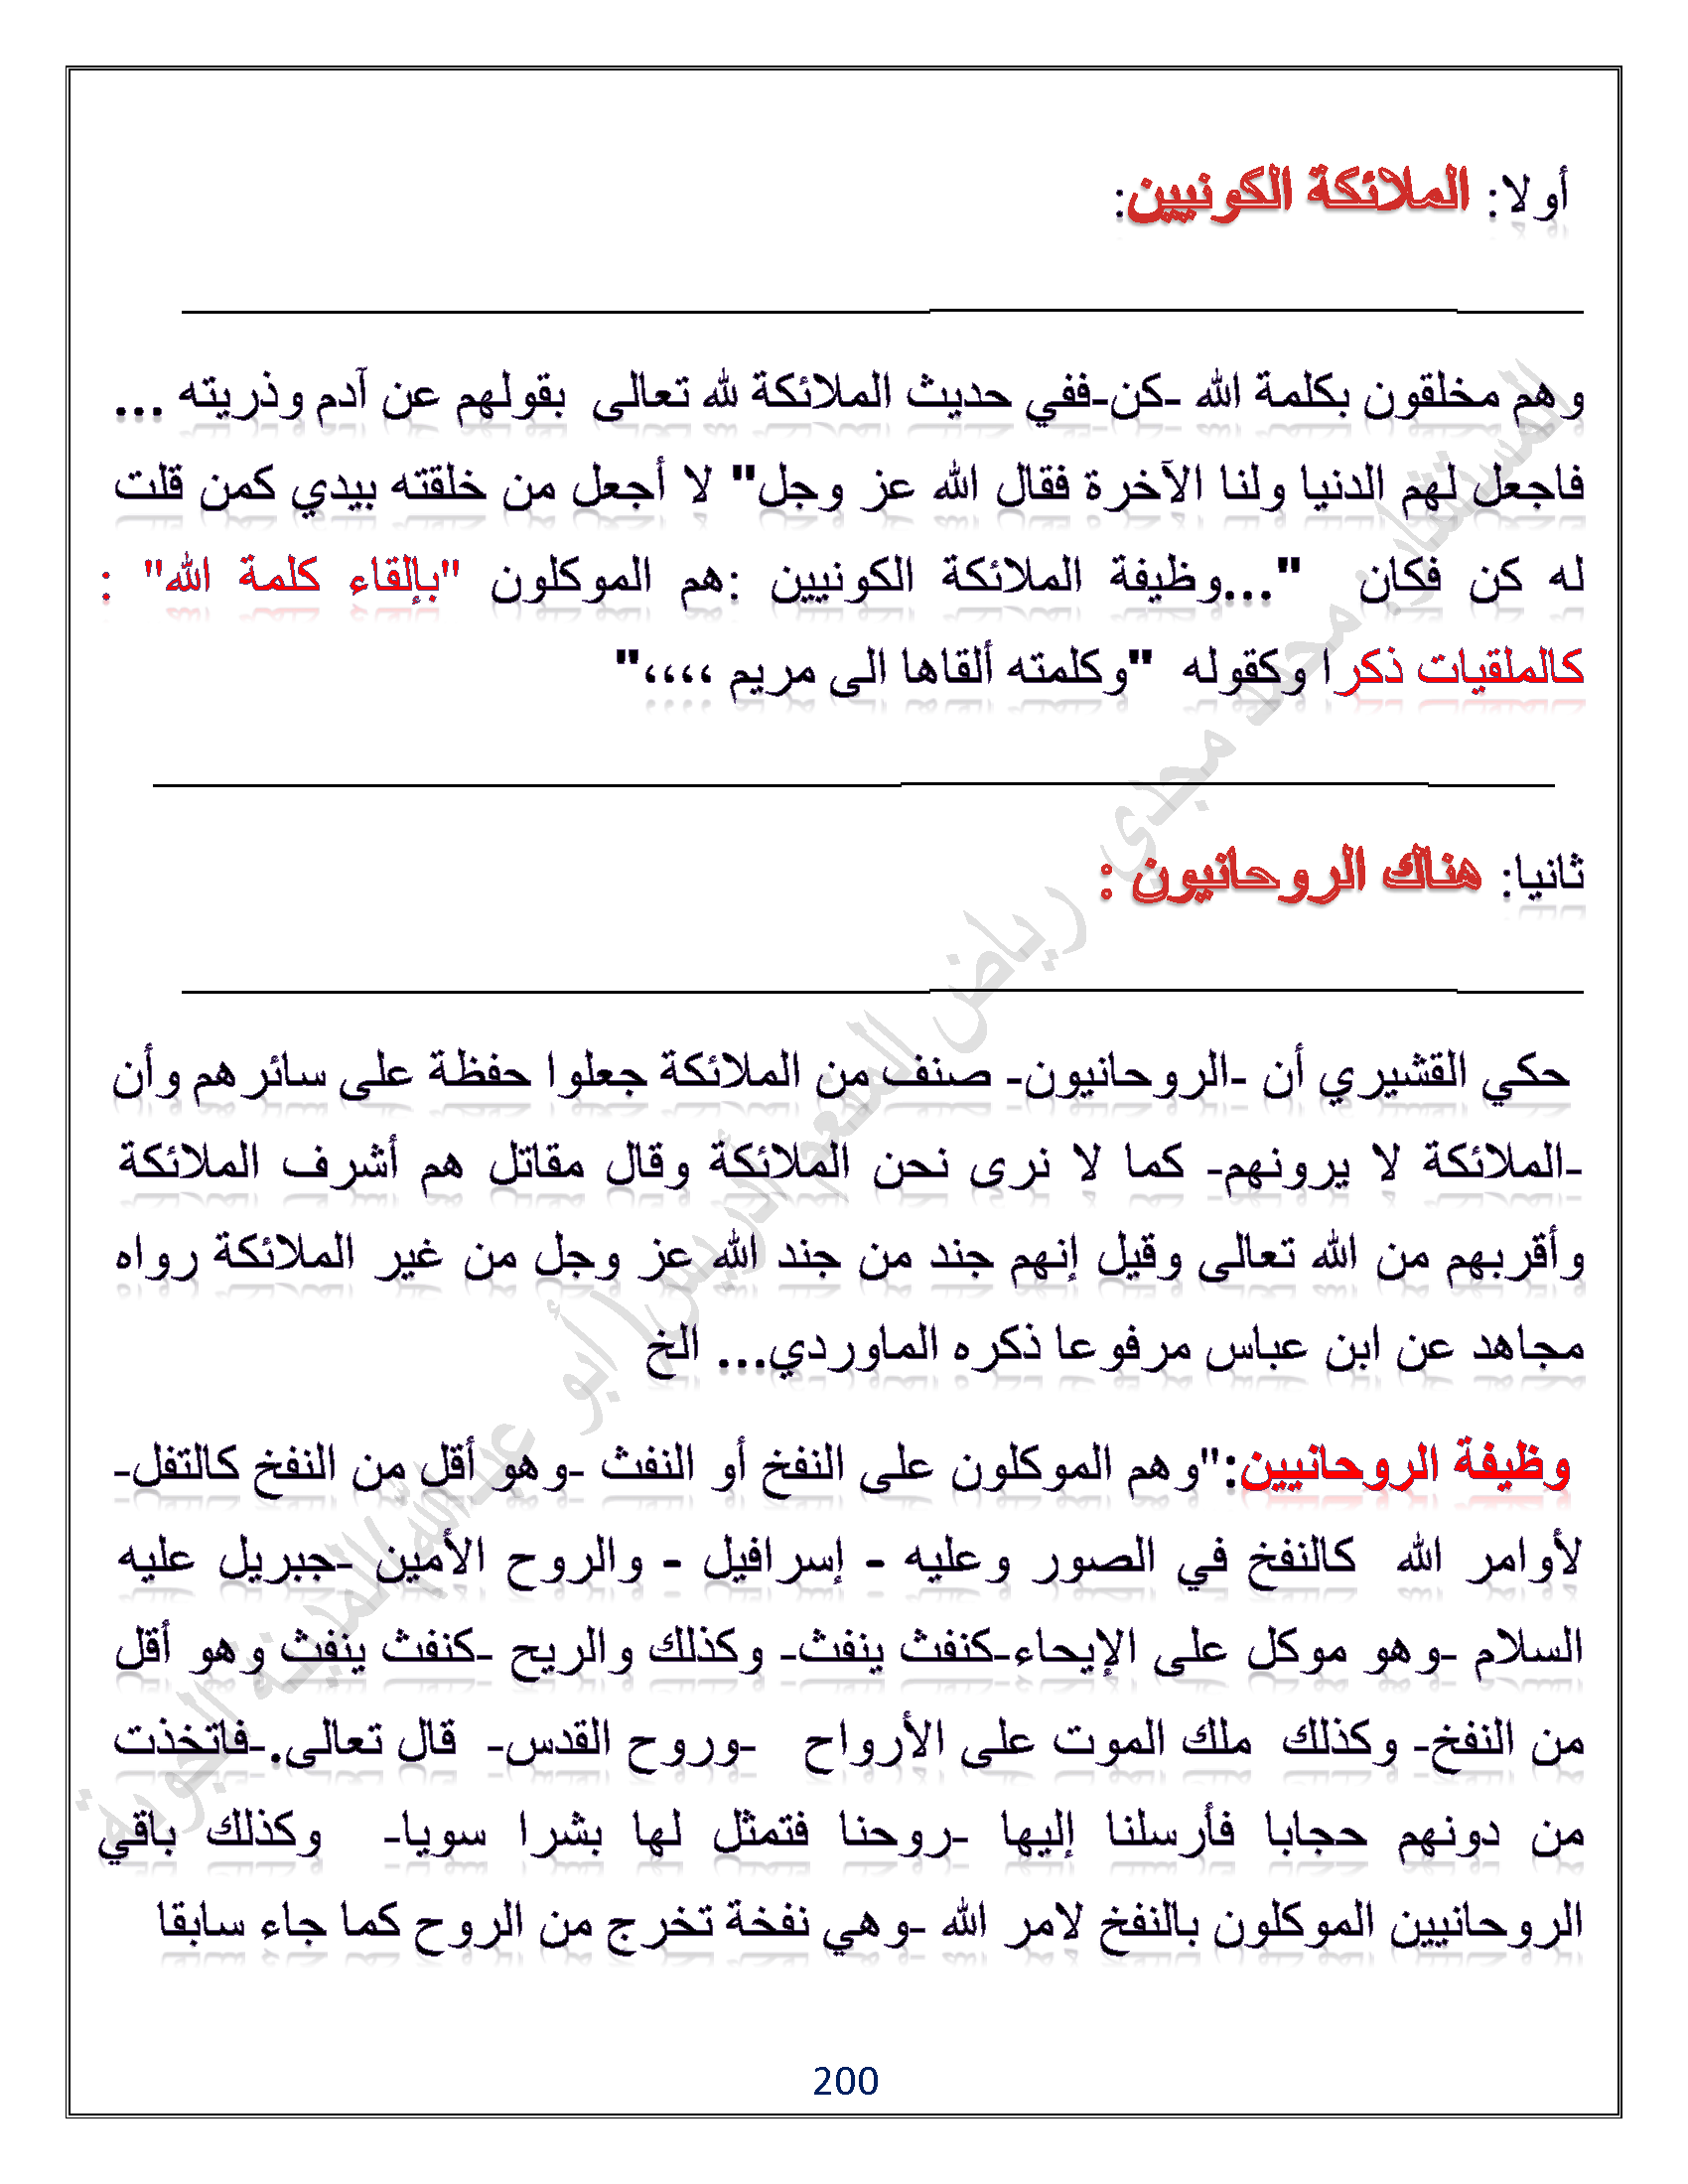 أولا: الملائكة الكونيين:
وهم مخلقون بكلمة الله -كن-ففي حديث الملائكة لله تعالى بقولهم عن آدم وذريته ...
فاجعل لهم الدنيا ولنا الآخرة فقال الله عز وجل" لا أجعل من خلقته بيدي كمن قلت
له كن فكان "...وظيفة الملائكة الكونيين :هم الموكلون "بإلقاء كلمة الله" :
كالملقيات ذكرا وكقوله "وكلمته ألقاها الى مريم ،،،،"
ثانيا: هناك الروحانيون :
حكي القشيري أن -الروحانيون- صنف من الملائكة جعلوا حفظة على سائرهم وأن
-الملائكة لا يرونهم- كما لا نرى نحن الملائكة وقال مقاتل هم أشرف الملائكة
وأقربهم من الله تعالى وقيل إنهم جند من جند الله عز وجل من غير الملائكة رواه
مجاهد عن ابن عباس مرفوعا ذكره الماوردي... الخ
وظيفة الروحانيين:"وهم الموكلون على النفخ أو النفث -وهو أقل من النفخ كالتفل-
لأوامر الله كالنفخ في الصور وعليه - إسرافيل - والروح الأمين -جبريل عليه
السلام -وهو موكل على الإيحاء-كنفث ينفث- وكذلك والريح -كنفث ينفث وهو أقل
من النفخ- وكذلك ملك الموت على الأرواح -وروح القدس- قال تعالى.-فاتخذت
من دونهم حجابا فأرسلنا إليها -روحنا فتمثل لها بشرا سويا- وكذلك باقي
الروحانيين الموكلون بالنفخ لامر الله -وهي نفخة تخرج من الروح كما جاء سابقا
200